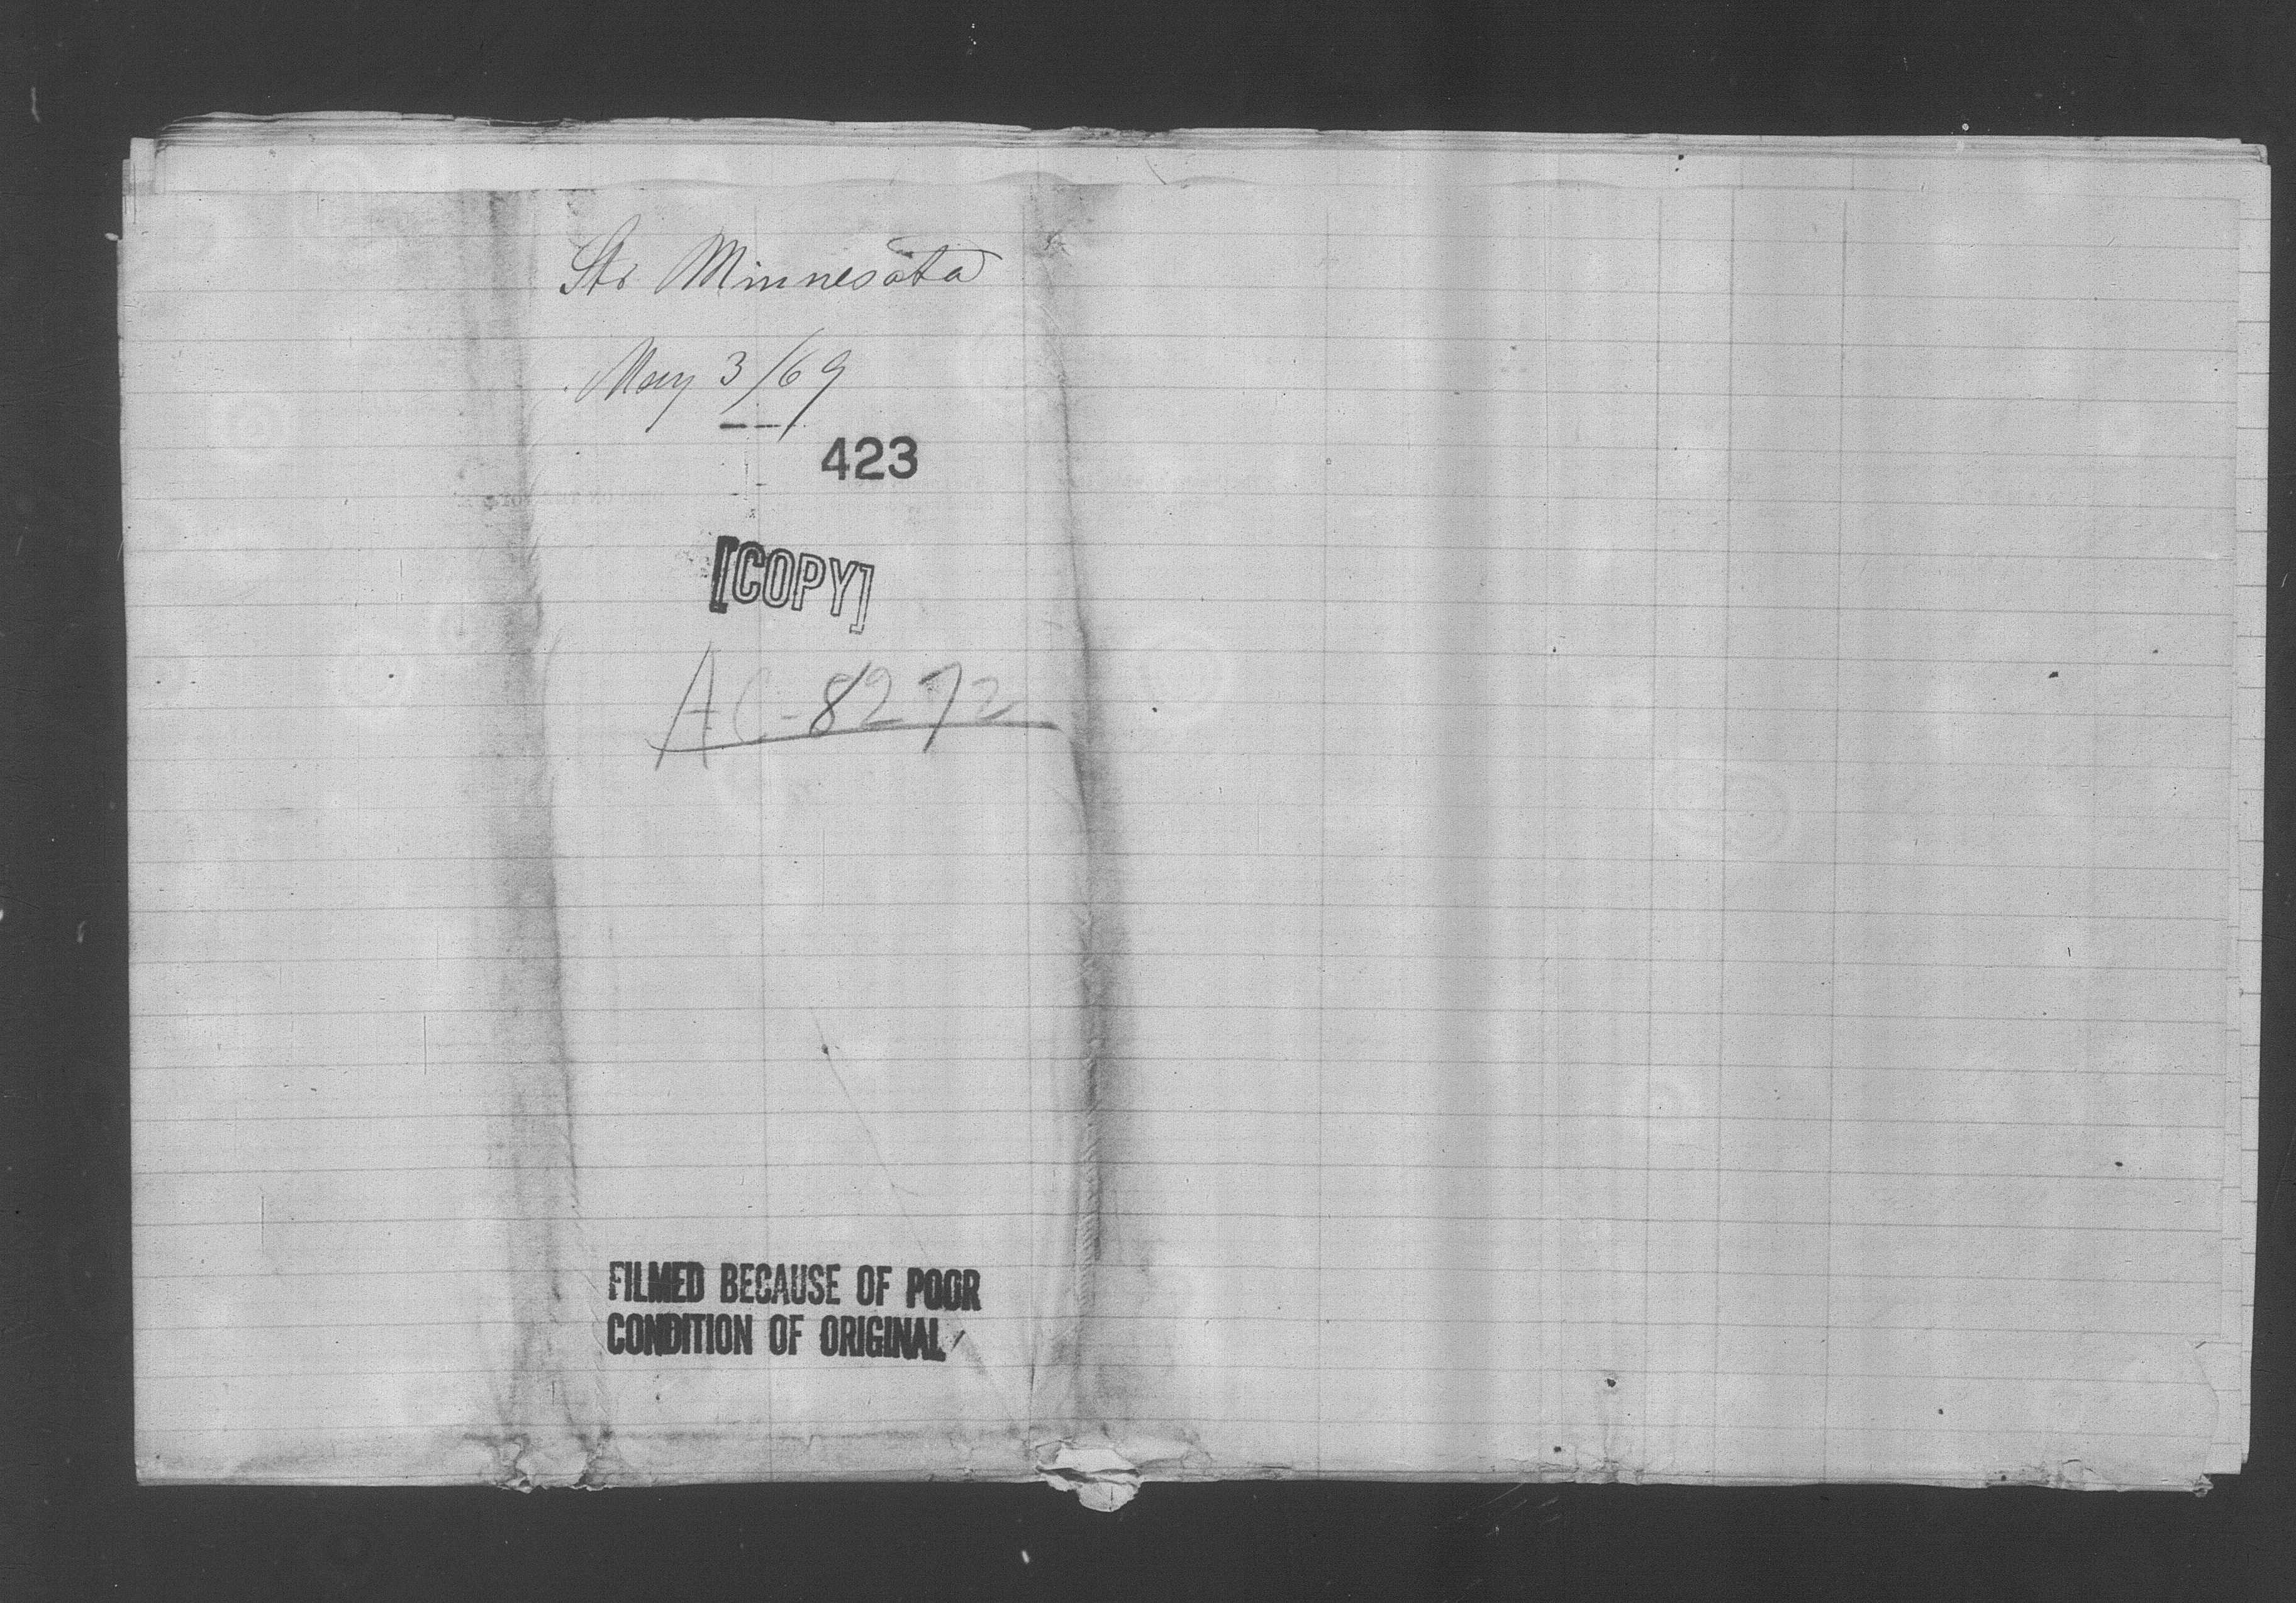 Str Minnesota
May 3/69
423
[COPY]
AC-8272
FILMED BECAUSE OF POOR
CONDITION OF ORIGINAL